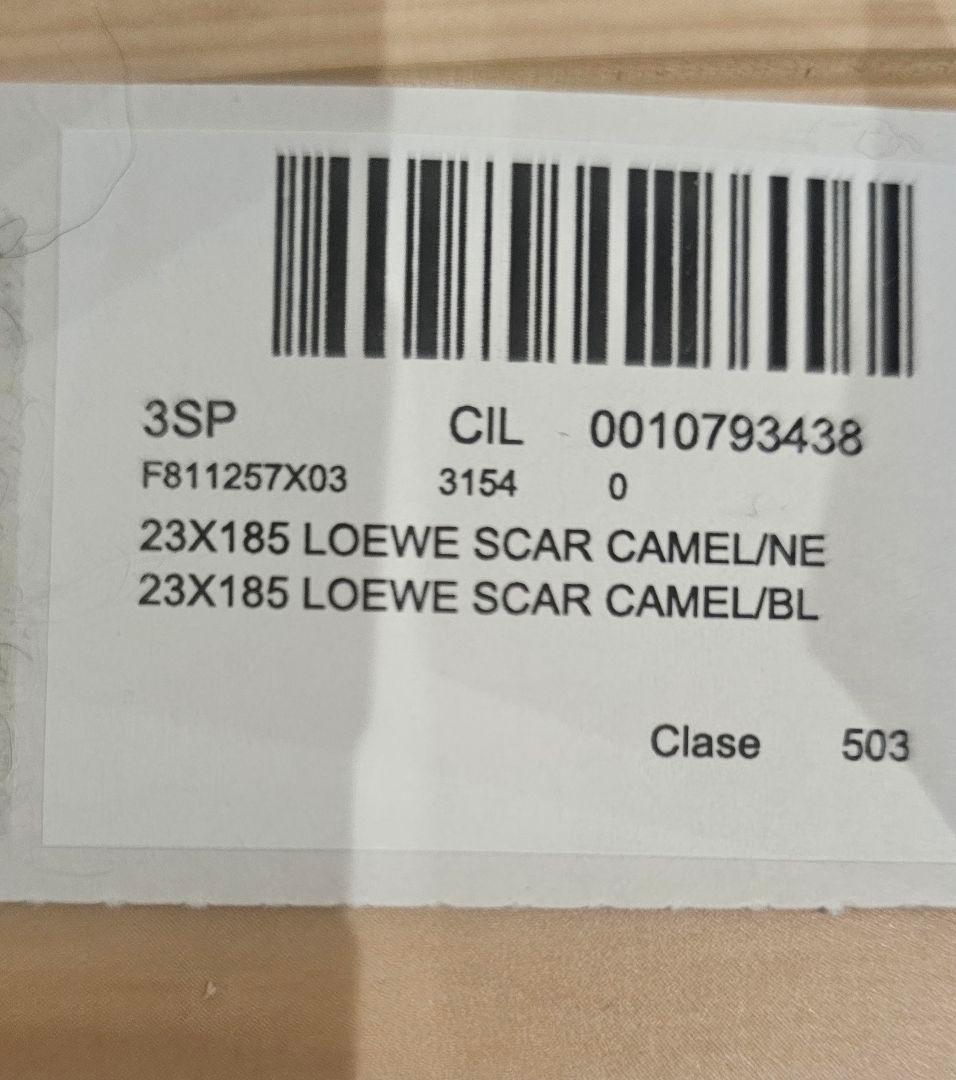 3SP CIL 0010793438
F811257X03 3154 0
23X185 LOEWE SCAR CAMEL/NE
23X185 LOEWE SCAR CAMEL/BL
Clase 503